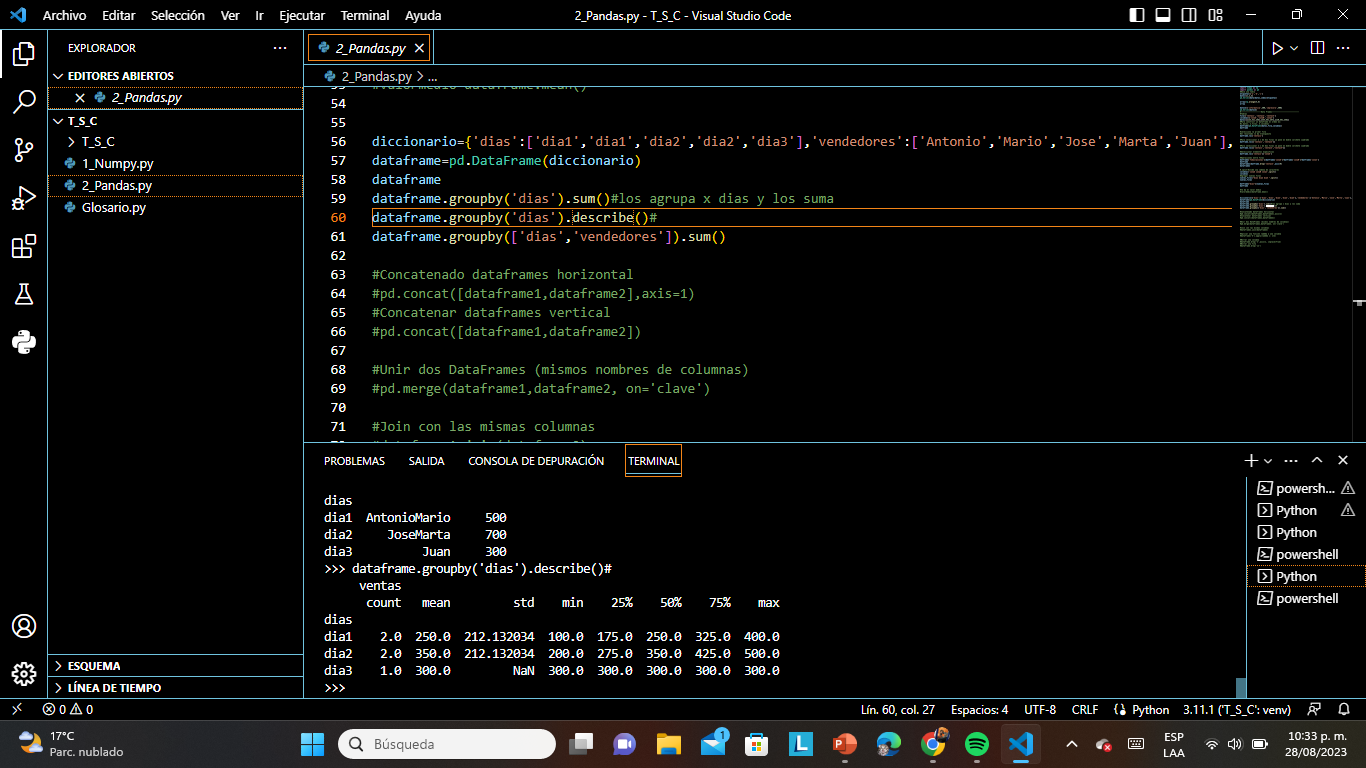 Archivo Editar Selección Ver Ir Ejecutar Terminal Ayuda
2_Pandas.py - T_S_C - Visual Studio Code
EXPLORADOR
EDITORES ABIERTOS
2_Pandas.py
T_S_C
T_S_C
1_Numpy.py
2_Pandas.py
Glosario.py
ESQUEMA
LÍNEA DE TIEMPO
2_Pandas.py
2_Pandas.py > ...
54
56 diccionario={'dias':['dia1','dia1','dia2','dia2','dia3'],'vendedores':['Antonio','Mario','Jose','Marta','Juan'],
57 dataframe=pd.DataFrame(diccionario)
58 dataframe
59 dataframe.groupby('dias').sum()#los agrupa x dias y los suma
60 dataframe.groupby('dias').describe()#
61 dataframe.groupby(['dias','vendedores']).sum()
62
63 #Concatenado dataframes horizontal
64 #pd.concat([dataframe1,dataframe2],axis=1)
65 #Concatenar dataframes vertical
66 #pd.concat([dataframe1,dataframe2])
67
68 #Unir dos DataFrames (mismos nombres de columnas)
69 #pd.merge(dataframe1,dataframe2, on='clave')
70
71 #Join con las mismas columnas
PROBLEMAS SALIDA CONSOLA DE DEPURACIÓN TERMINAL
dias
dia1 AntonioMario 500
dia2 JoseMarta 700
dia3 Juan 300
>>> dataframe.groupby('dias').describe()#
ventas
count mean std min 25% 50% 75% max
dias
dia1 2.0 250.0 212.132034 100.0 175.0 250.0 325.0 400.0
dia2 2.0 350.0 212.132034 200.0 275.0 350.0 425.0 500.0
dia3 1.0 300.0 NaN 300.0 300.0 300.0 300.0 300.0
>>>
powersh...
Python
Python
powershell
Python
powershell
0 0
Lín. 60, col. 27 Espacios: 4 UTF-8 CRLF Python 3.11.1 ('T_S_C': venv)
17°C
Parc. nublado
Búsqueda
1
ESP
LAA
10:33 p. m.
28/08/2023